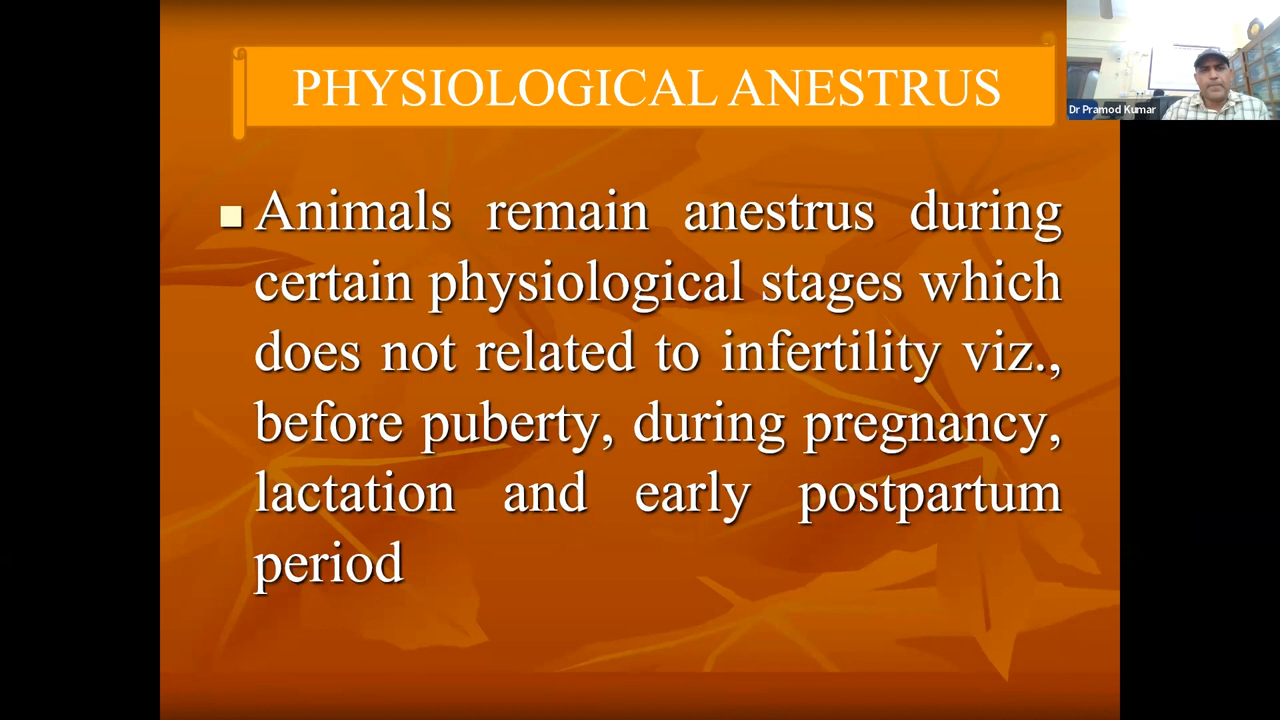 PHYSIOLOGICAL ANESTRUS
Dr Pramod Kumar
Animals remain anestrus during
certain physiological stages which
does not related to infertility viz.,
before puberty, during pregnancy,
lactation and early postpartum
period